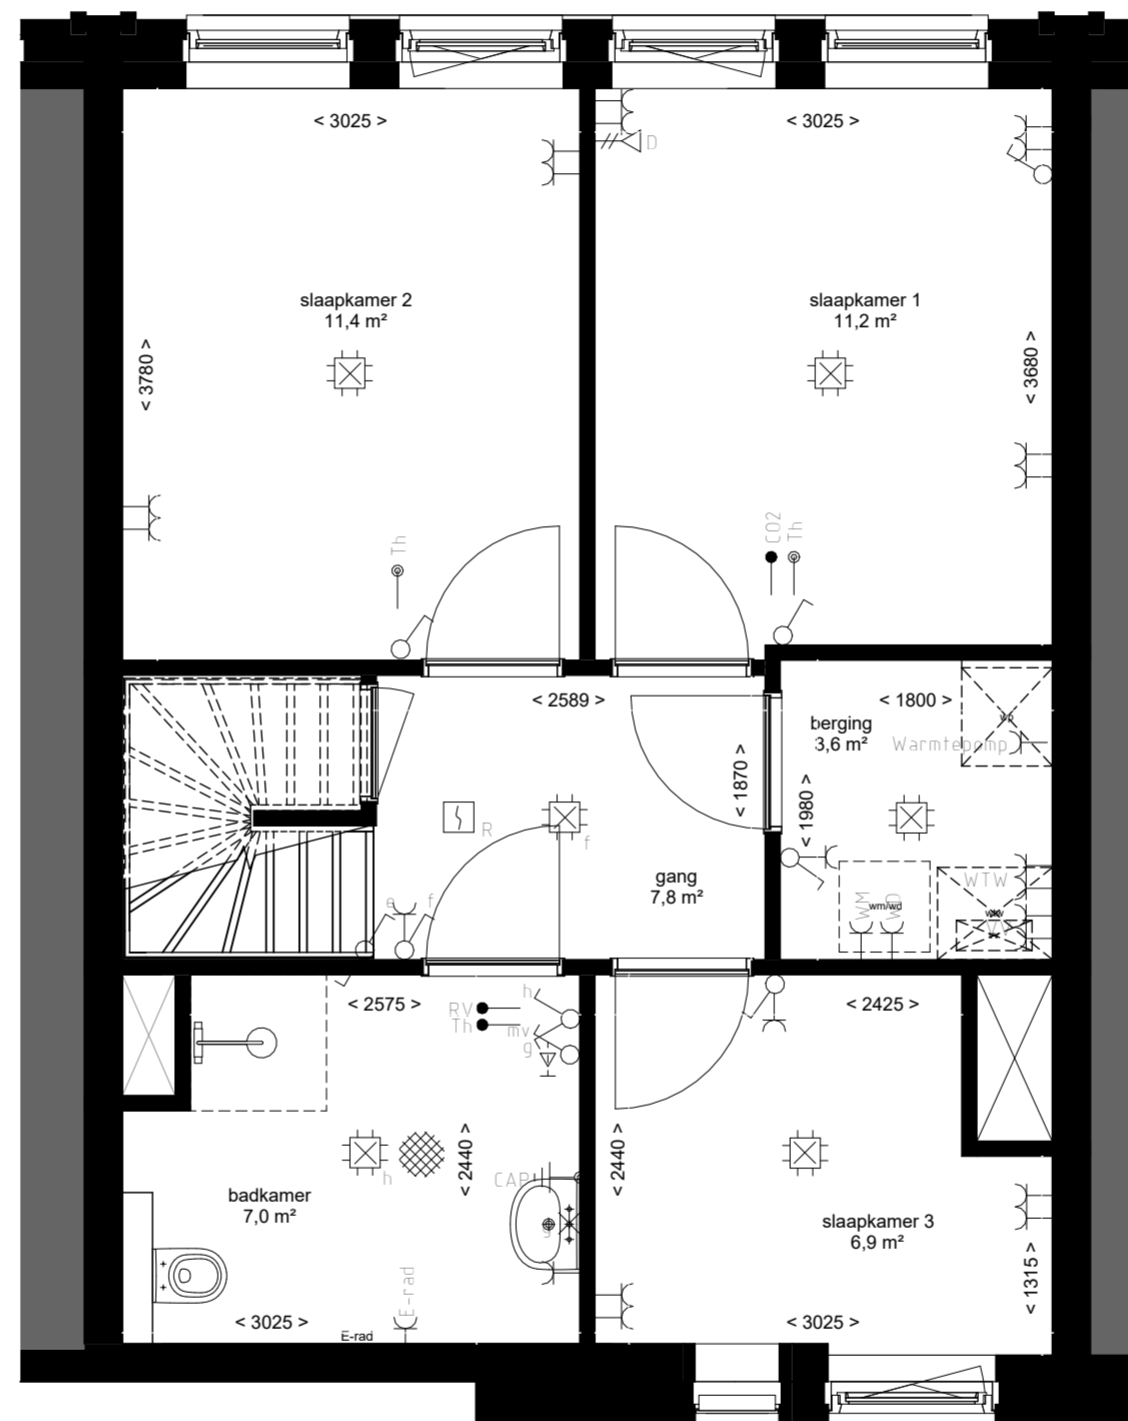 < 3025 >
< 3025 >
D
slaapkamer 2
11,4 m²
slaapkamer 1
11,2 m²
< 3780 >
< 3680 >
Th
CO2
Th
< 2589 >
< 1800 >
berging
3,6 m²
wp
Warmtepomp
< 1870 >
< 1980 >
R
f
gang
7,8 m²
WTW
WM
WD
wm/wd
e
f
< 2575 >
< 2425 >
h
RV
Th
mv
g
< 2440 >
< 2440 >
h
CAP
badkamer
7,0 m²
g
slaapkamer 3
6,9 m²
< 1315 >
E-rad
< 3025 >
E-rad
< 3025 >